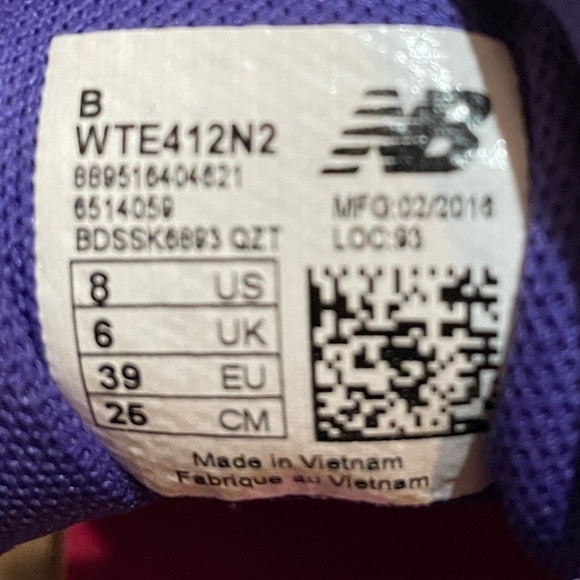 B
NB
WTE412N2
889516404621
6514059
MFG:02/2016
BDSSK6893 QZT
LOC:93
8 US
6 UK
39 EU
25 CM
Made in Vietnam
Fabrique au Vietnam